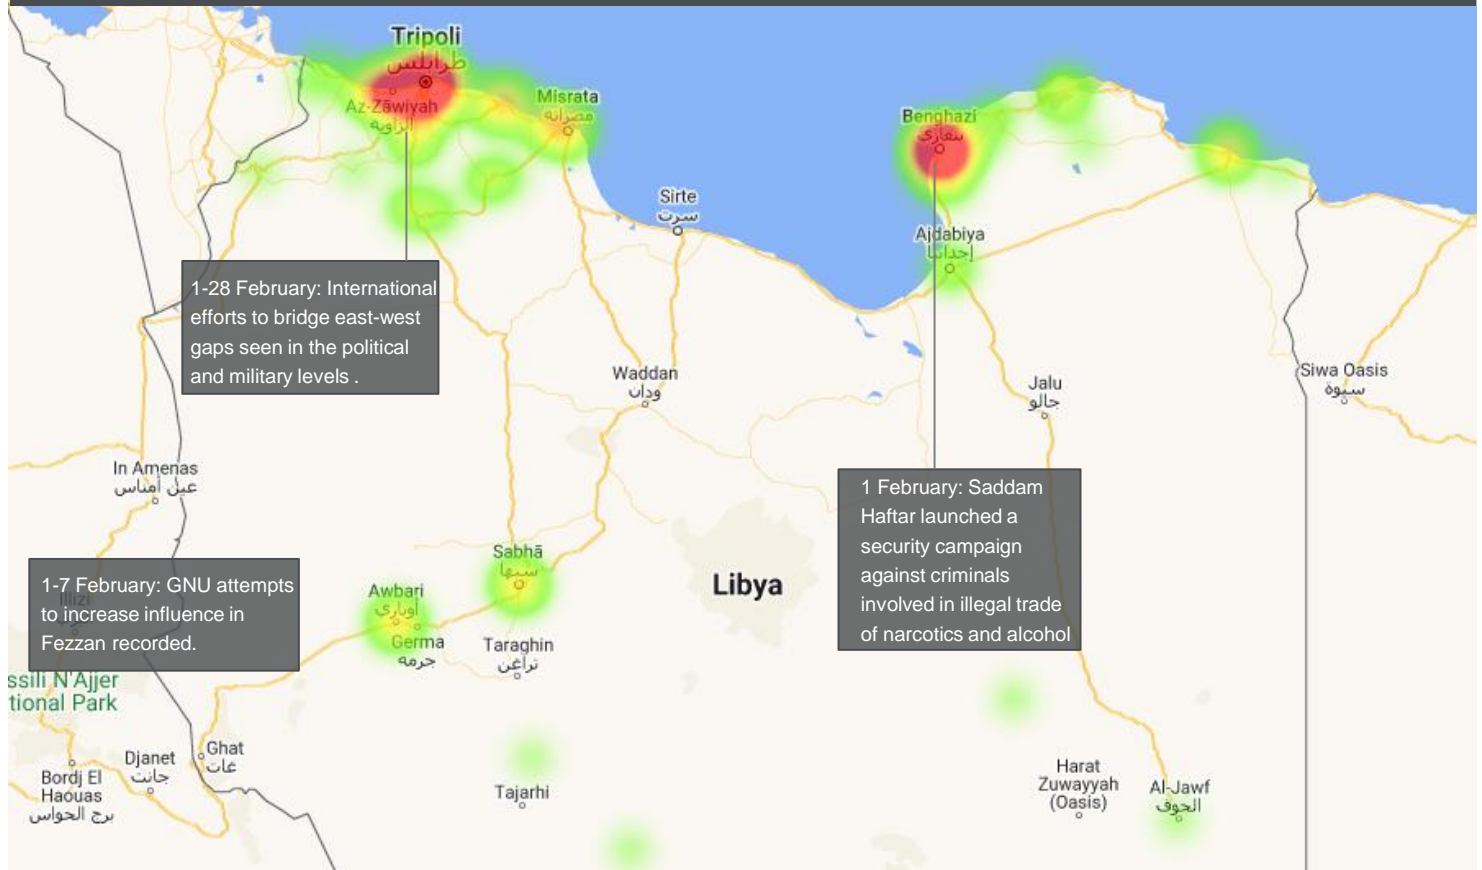 Tripoli
طرابلس
Az-Zāwiyah
الزاوية
Misrata
مصراتة
Benghazi
بنغازي
Sirte
سرت
Ajdabiya
إجدابيا
1-28 February: International
efforts to bridge east-west
gaps seen in the political
and military levels .
Waddan
ودان
Jalu
جالو
Siwa Oasis
سيوة
In Amenas
عين أمناس
1 February: Saddam
Haftar launched a
security campaign
against criminals
involved in illegal trade
of narcotics and alcohol
Sabhā
سبها
Libya
1-7 February: GNU attempts
to increase influence in
Fezzan recorded.
Illizi
Awbari
أوباري
Germa
جرمه
Taraghin
تراغن
ssili N'Ajjer
tional Park
Ghat
غات
Djanet
جانت
Bordj El
Haouas
برج الحواس
Tajarhi
Harat
Zuwayyah
(Oasis)
Al-Jawf
الجوف